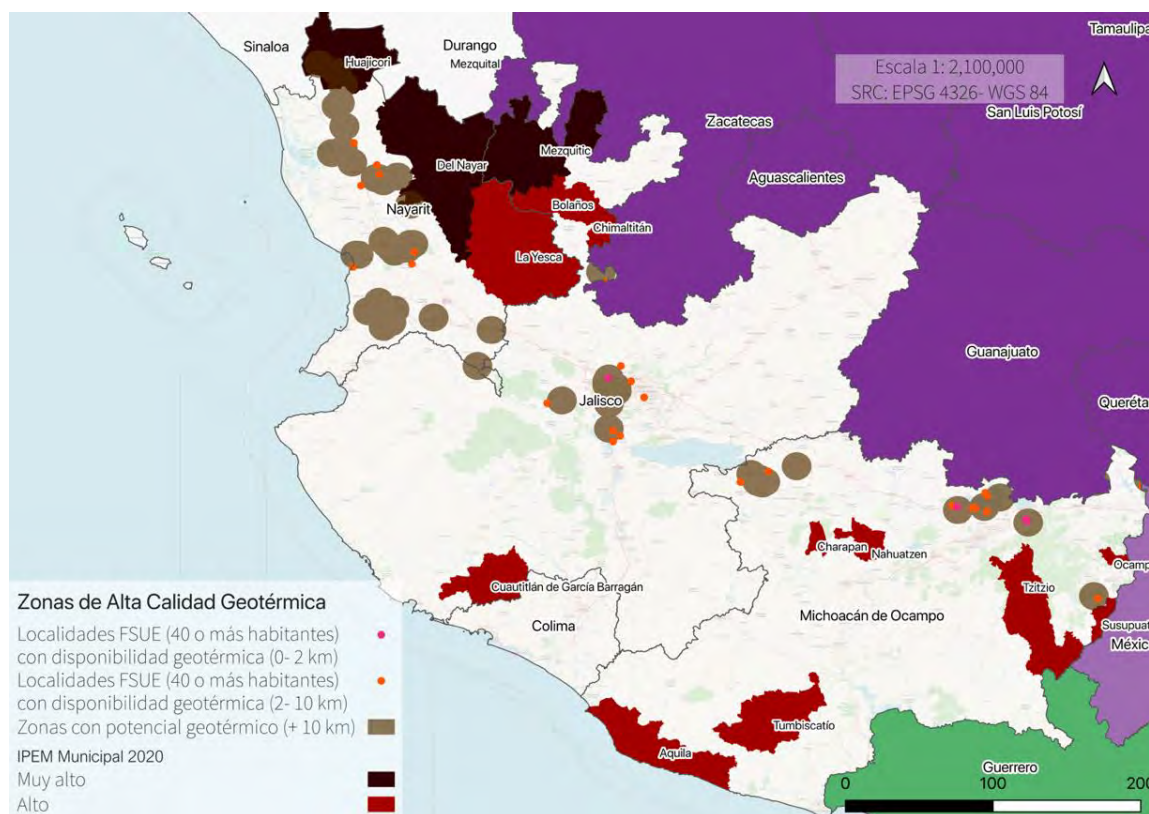 Tamaulipa
Sinaloa
Durango
Huajicori
Mezquital
Escala 1: 2,100,000
SRC: EPSG 4326- WGS 84
San Luis Potosí
Zacatecas
Mezquitic
Del Nayar
Aguascalientes
Nayarit
Bolaños
Chimaltitán
La Yesca
Guanajuato
Jalisco
Queréta
Charapan
Nahuatzen
Ocamp
Cuautitlán de García Barragán
Tzitzio
Colima
Michoacán de Ocampo
Susupuat
Méxic
Tumbiscatío
Aquila
Guerrero
Zonas de Alta Calidad Geotérmica
Localidades FSUE (40 o más habitantes)
con disponibilidad geotérmica (0- 2 km)
Localidades FSUE (40 o más habitantes)
con disponibilidad geotérmica (2- 10 km)
Zonas con potencial geotérmico (+ 10 km)
IPEM Municipal 2020
Muy alto
Alto
0 100 200